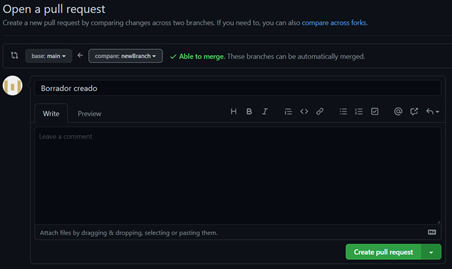 Open a pull request
Create a new pull request by comparing changes across two branches. If you need to, you can also compare across forks.
base: main
compare: newBranch
Able to merge. These branches can be automatically merged.
Borrador creado
Write
Preview
H B I
Leave a comment
Attach files by dragging & dropping, selecting or pasting them.
Create pull request